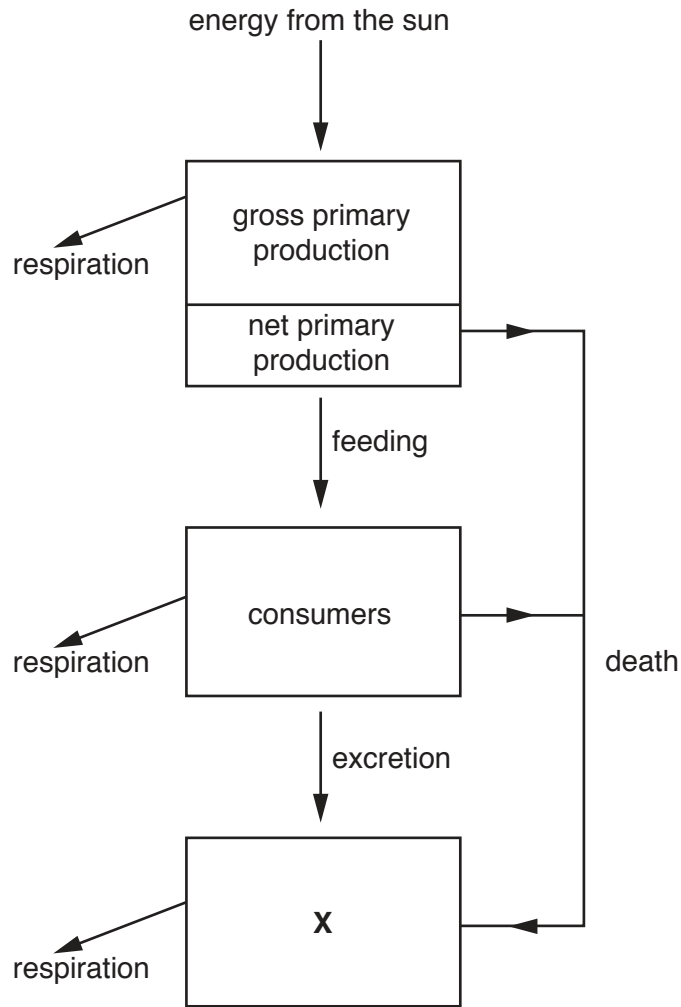 energy from the sun
gross primary
production
respiration
net primary
production
feeding
consumers
respiration
death
excretion
X
respiration